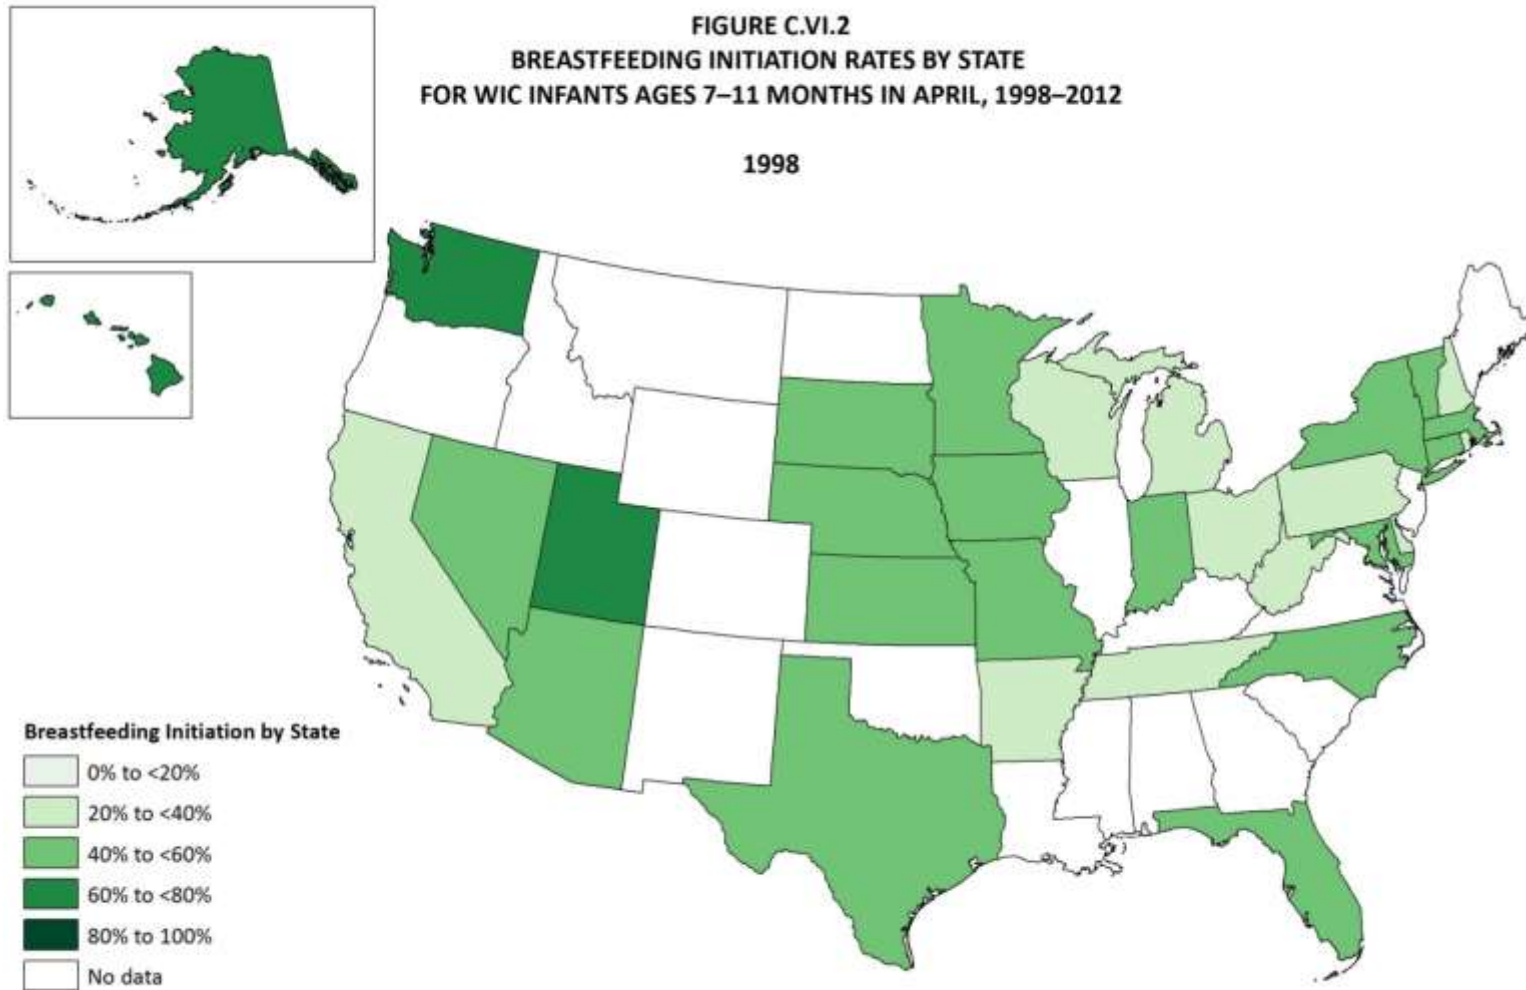 FIGURE C.VI.2
BREASTFEEDING INITIATION RATES BY STATE
FOR WIC INFANTS AGES 7–11 MONTHS IN APRIL, 1998–2012
1998
Breastfeeding Initiation by State
0% to <20%
20% to <40%
40% to <60%
60% to <80%
80% to 100%
No data